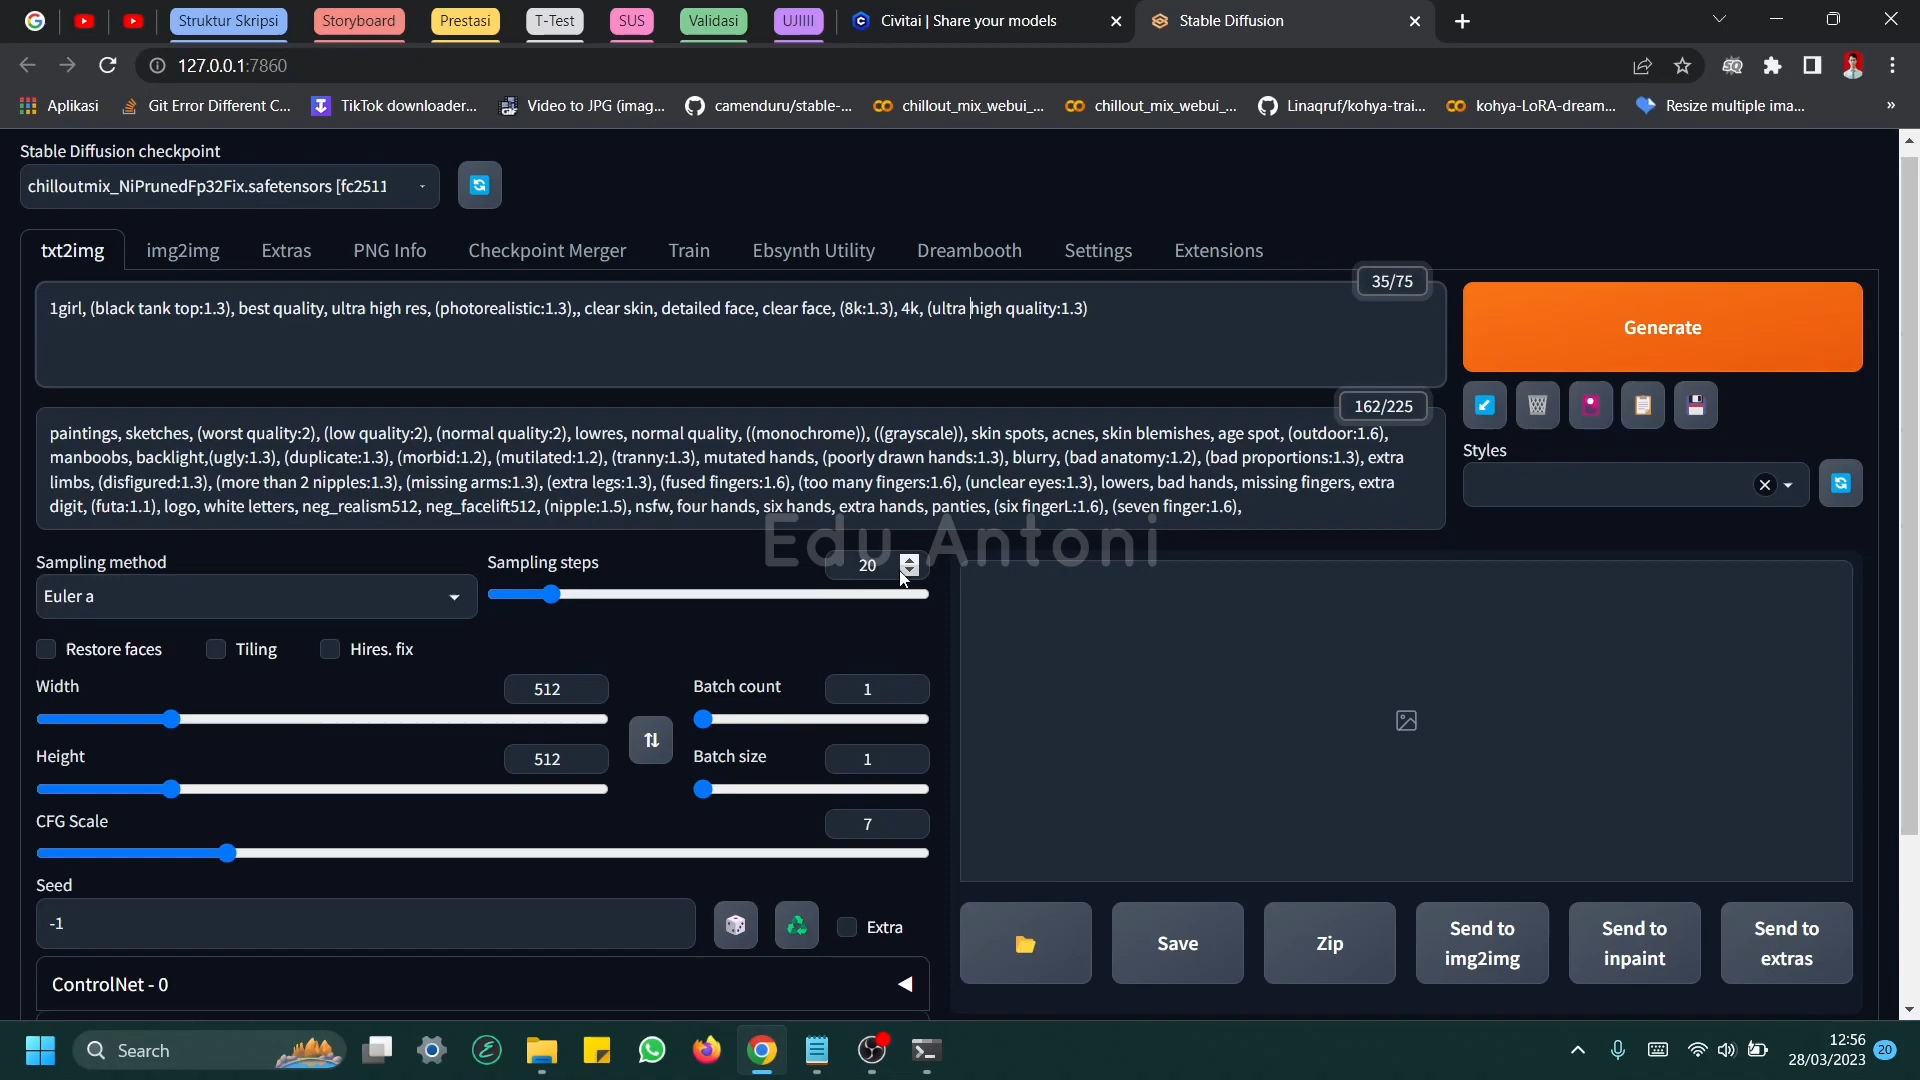 Struktur Skripsi
Storyboard
Prestasi
T-Test
SUS
Validasi
UJIIII
Civitai | Share your models
Stable Diffusion
127.0.0.1:7860
Aplikasi
Git Error Different C...
TikTok downloader...
Video to JPG (imag...
camenduru/stable-...
chillout_mix_webui_...
chillout_mix_webui_...
Linaqruf/kohya-trai...
kohya-LoRA-dream...
Resize multiple ima...
»
Stable Diffusion checkpoint
chilloutmix_NiPrunedFp32Fix.safetensors [fc2511
txt2img
img2img
Extras
PNG Info
Checkpoint Merger
Train
Ebsynth Utility
Dreambooth
Settings
Extensions
35/75
1girl, (black tank top:1.3), best quality, ultra high res, (photorealistic:1.3),, clear skin, detailed face, clear face, (8k:1.3), 4k, (ultra high quality:1.3)
Generate
162/225
paintings, sketches, (worst quality:2), (low quality:2), (normal quality:2), lowres, normal quality, ((monochrome)), ((grayscale)), skin spots, acnes, skin blemishes, age spot, (outdoor:1.6),
manboobs, backlight,(ugly:1.3), (duplicate:1.3), (morbid:1.2), (mutilated:1.2), (tranny:1.3), mutated hands, (poorly drawn hands:1.3), blurry, (bad anatomy:1.2), (bad proportions:1.3), extra
limbs, (disfigured:1.3), (more than 2 nipples:1.3), (missing arms:1.3), (extra legs:1.3), (fused fingers:1.6), (too many fingers:1.6), (unclear eyes:1.3), lowers, bad hands, missing fingers, extra
digit, (futa:1.1), logo, white letters, neg_realism512, neg_facelift512, (nipple:1.5), nsfw, four hands, six hands, extra hands, panties, (six fingerL:1.6), (seven finger:1.6),
Styles
Edu Antoni
Sampling method
Euler a
Sampling steps
20
Restore faces
Tiling
Hires. fix
Width
512
Batch count
1
Height
512
Batch size
1
CFG Scale
7
Seed
-1
Extra
ControlNet - 0
Save
Zip
Send to
img2img
Send to
inpaint
Send to
extras
Search
12:56
28/03/2023
20